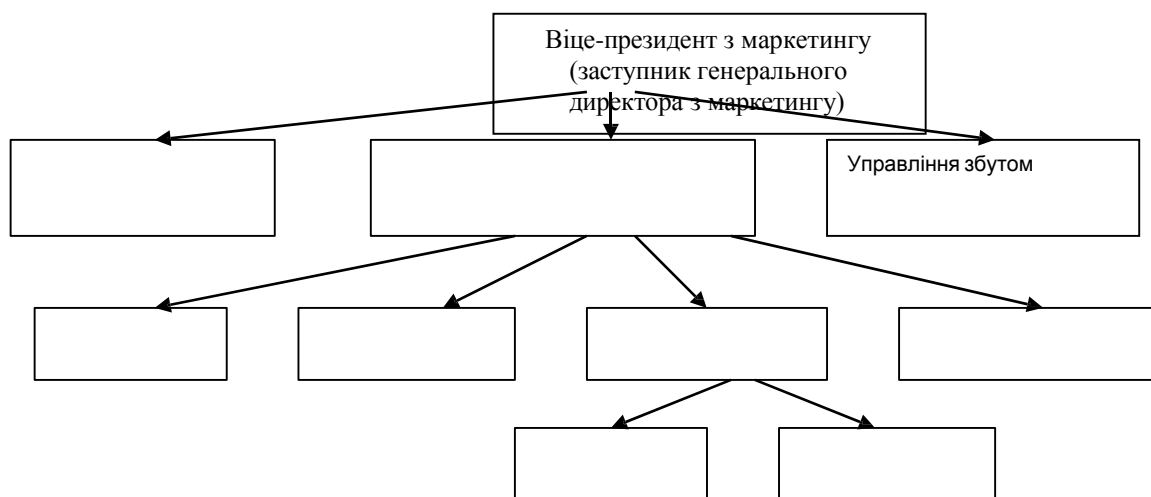 Віце-президент з маркетингу
(заступник генерального
директора з маркетингу)
Управління збутом